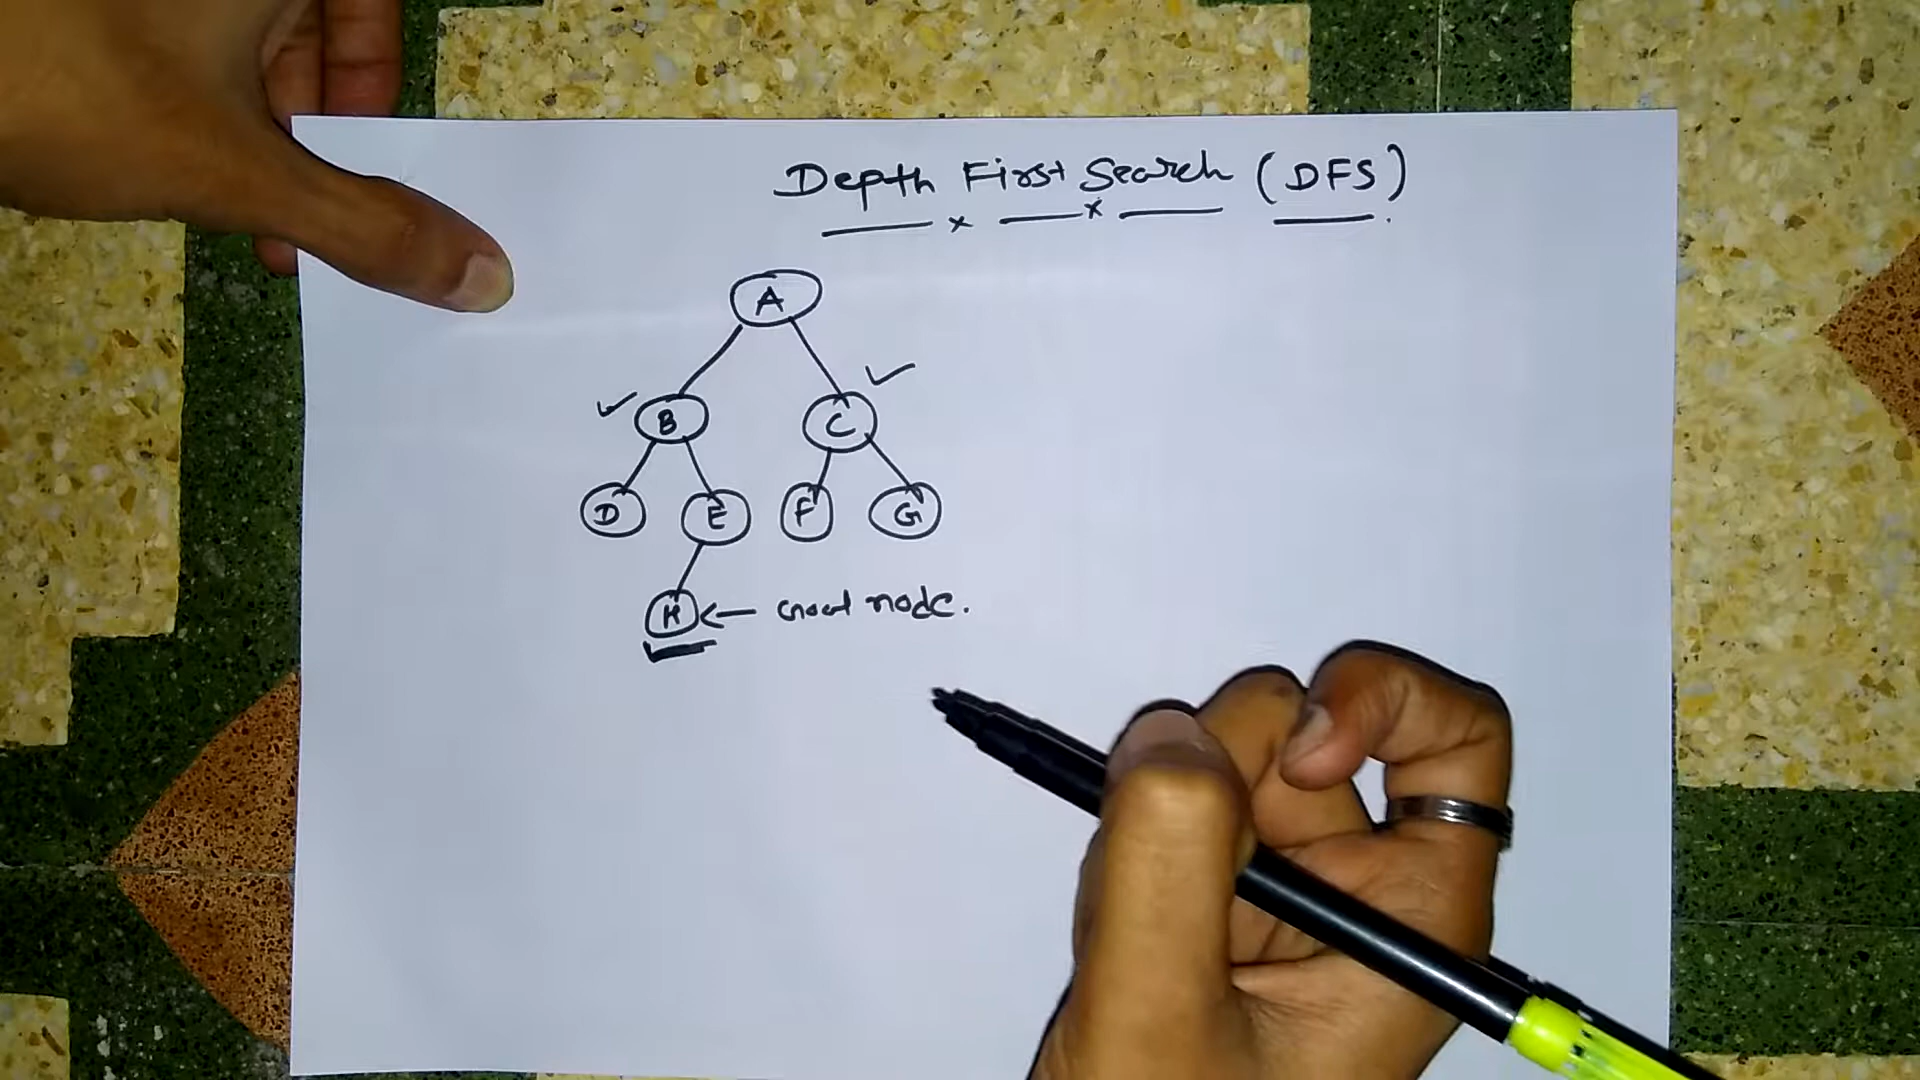 Depth First Search (DFS)
A
B C
D E F G
H ← Goal node.